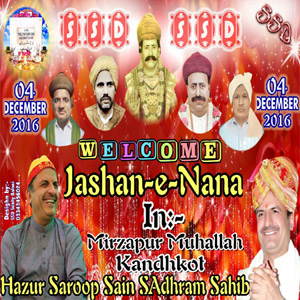 SSD SSD
SSD
04
DECEMBER
2016
04
DECEMBER
2016
WELCOME
Jashan-e-Nana
In:-
Mirzapur Muhallah
Kandhkot
Hazur Saroop Sain SAdhram Sahib